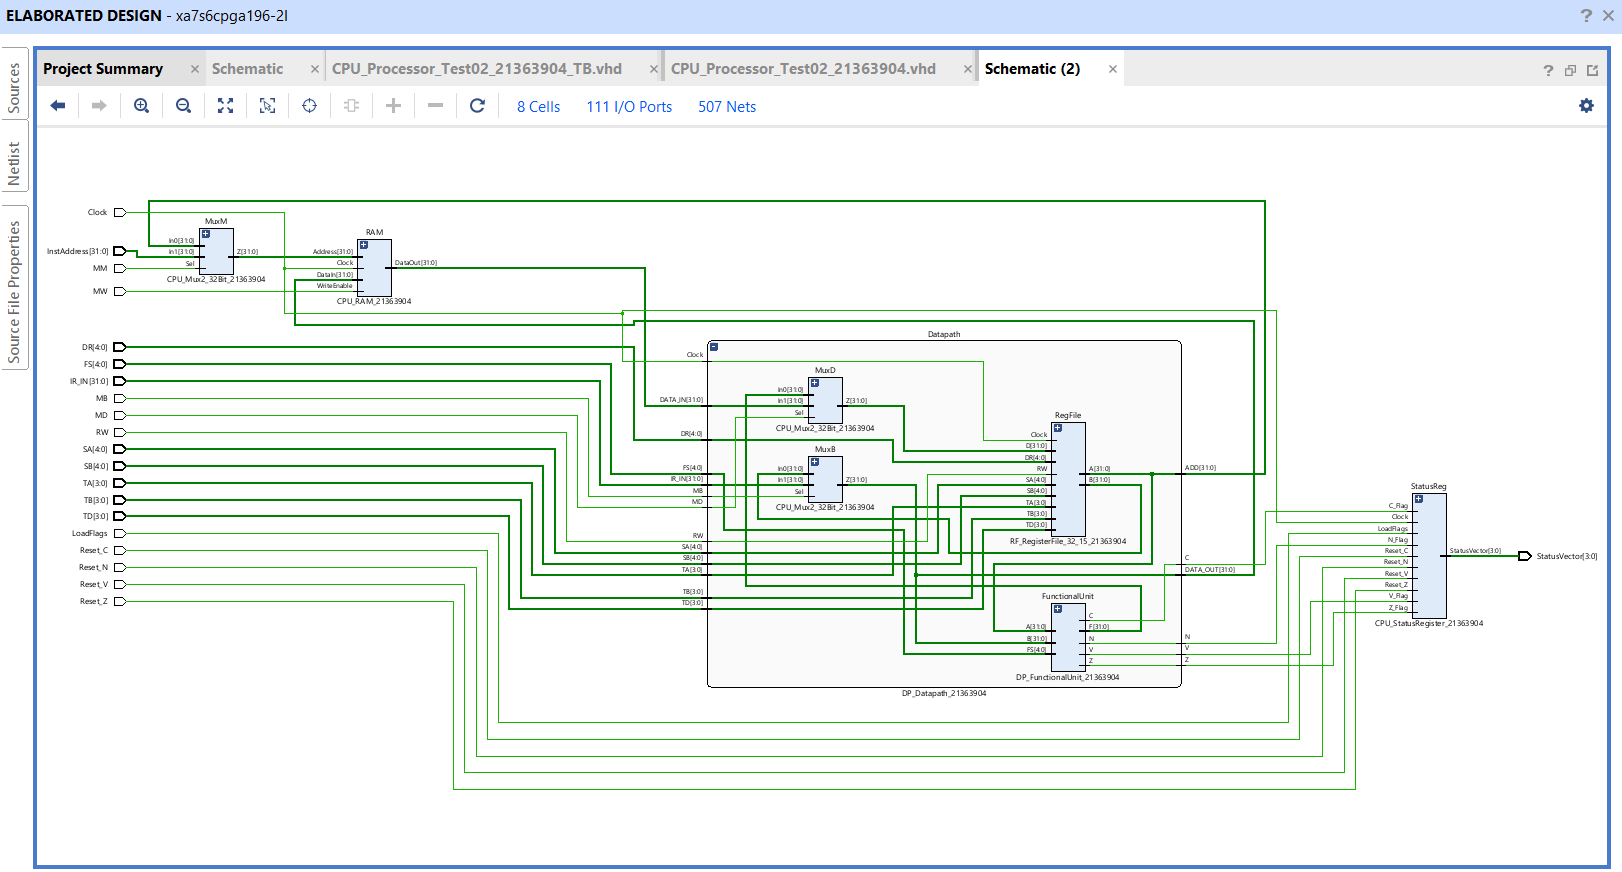 ELABORATED DESIGN - xa7s6cpga196-2I
Sources
Netlist
Source File Properties
Project Summary
Schematic
CPU_Processor_Test02_21363904_TB.vhd
CPU_Processor_Test02_21363904.vhd
Schematic (2)
8 Cells
111 I/O Ports
507 Nets
Clock
InstAddress[31:0]
MM
MW
MuxM
In0[31:0]
In1[31:0]
Sel
Z[31:0]
CPU_Mux2_32Bit_21363904
RAM
Address[31:0]
Clock
DataIn[31:0]
WriteEnable
DataOut[31:0]
CPU_RAM_21363904
DR[4:0]
FS[4:0]
IR_IN[31:0]
MB
MD
RW
SA[4:0]
SB[4:0]
TA[3:0]
TB[3:0]
TD[3:0]
LoadFlags
Reset_C
Reset_N
Reset_V
Reset_Z
Datapath
Clock
DATA_IN[31:0]
DR[4:0]
FS[4:0]
IR_IN[31:0]
MB
MD
RW
SA[4:0]
SB[4:0]
TA[3:0]
TB[3:0]
TD[3:0]
MuxD
In0[31:0]
In1[31:0]
Sel
Z[31:0]
CPU_Mux2_32Bit_21363904
MuxB
In0[31:0]
In1[31:0]
Sel
Z[31:0]
CPU_Mux2_32Bit_21363904
RegFile
Clock
D[31:0]
DR[4:0]
RW
SA[4:0]
SB[4:0]
TA[3:0]
TB[3:0]
TD[3:0]
A[31:0]
B[31:0]
RF_RegisterFile_32_15_21363904
FunctionalUnit
A[31:0]
B[31:0]
FS[4:0]
C
F[31:0]
N
V
Z
DP_FunctionalUnit_21363904
ADD[31:0]
C
DATA_OUT[31:0]
N
V
Z
DP_Datapath_21363904
StatusReg
C_Flag
Clock
LoadFlags
N_Flag
Reset_C
Reset_N
Reset_V
Reset_Z
V_Flag
Z_Flag
StatusVector[3:0]
CPU_StatusRegister_21363904
StatusVector[3:0]